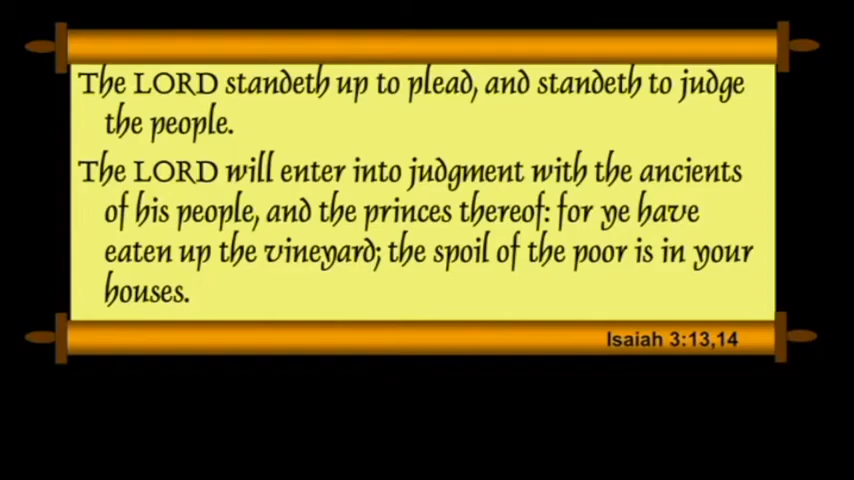 The LORD standeth up to plead, and standeth to judge
the people.
The LORD will enter into judgment with the ancients
of his people, and the princes thereof: for ye have
eaten up the vineyard; the spoil of the poor is in your
houses.
Isaiah 3:13,14